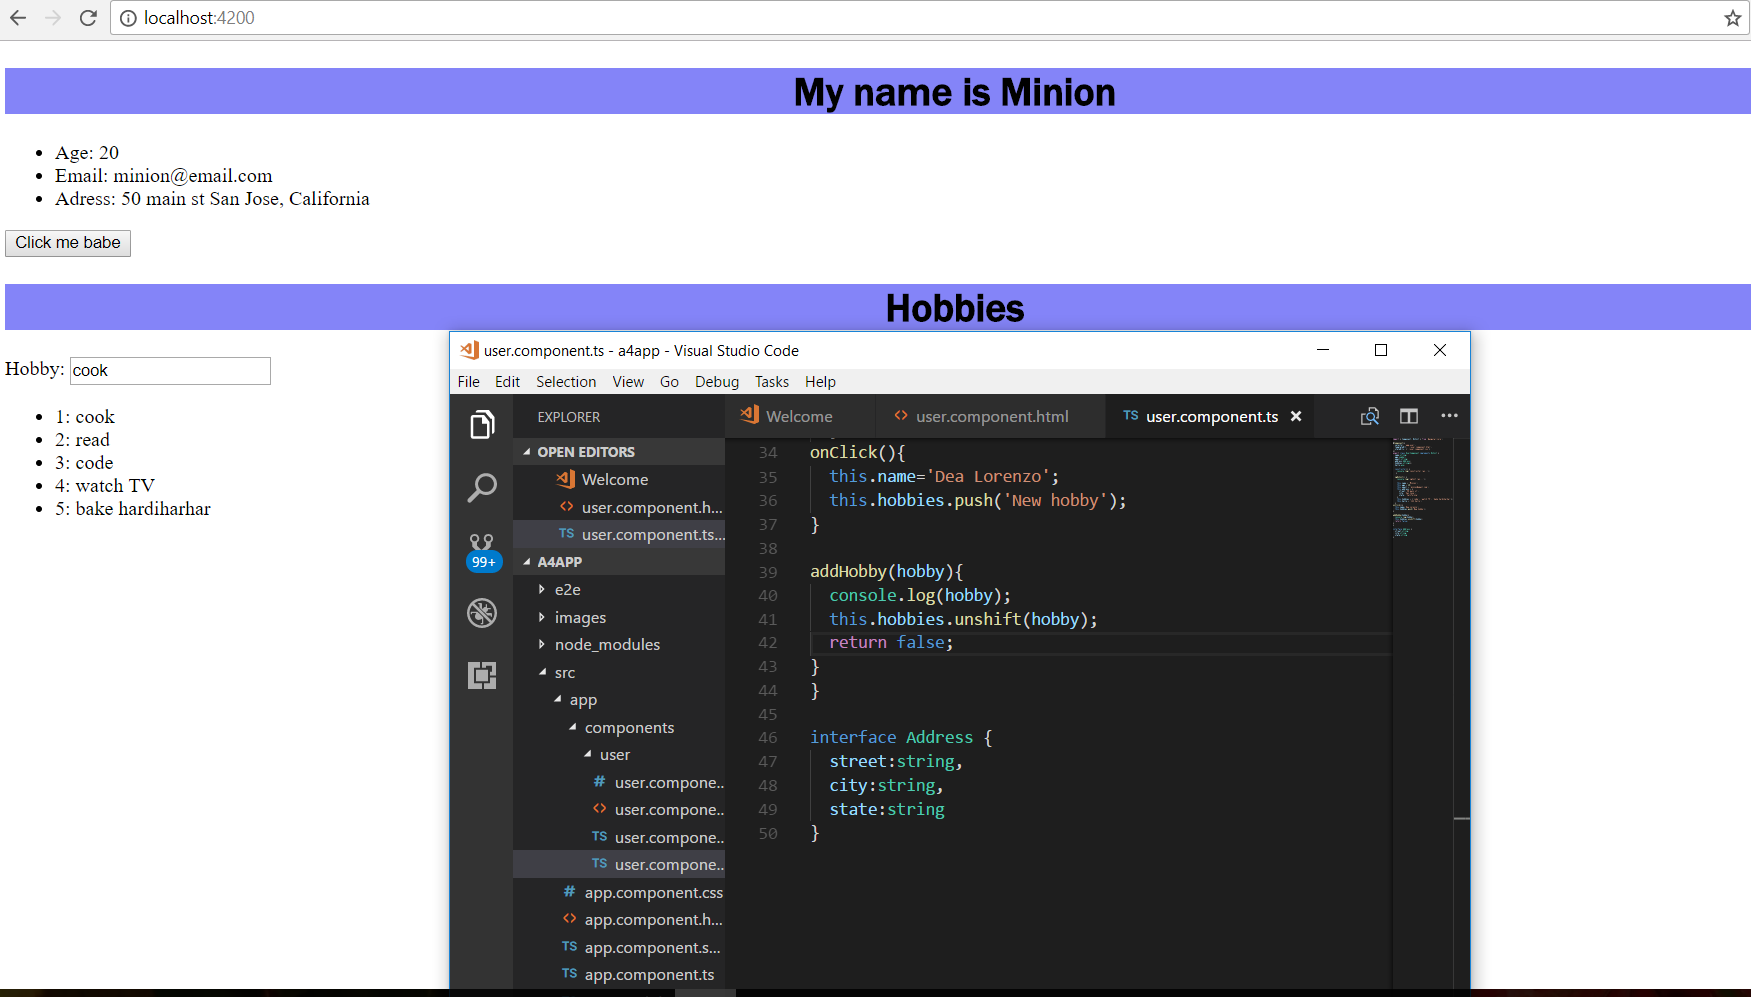 localhost:4200
My name is Minion
Age: 20
Email: minion@email.com
Adress: 50 main st San Jose, California
Click me babe
Hobbies
Hobby: cook
1: cook
2: read
3: code
4: watch TV
5: bake hardiharhar
user.component.ts - a4app - Visual Studio Code
File Edit Selection View Go Debug Tasks Help
EXPLORER
OPEN EDITORS
Welcome
user.component.h...
TS user.component.ts...
99+
A4APP
e2e
images
node_modules
src
app
components
user
# user.compone..
<> user.compone..
TS user.compone..
TS user.compone..
# app.component.css
<> app.component.h...
TS app.component.s...
TS app.component.ts
Welcome <> user.component.html TS user.component.ts
34 onClick(){
35 this.name='Dea Lorenzo';
36 this.hobbies.push('New hobby');
37 }
38
39 addHobby(hobby){
40 console.log(hobby);
41 this.hobbies.unshift(hobby);
42 return false;
43 }
44 }
45
46 interface Address {
47 street:string,
48 city:string,
49 state:string
50 }